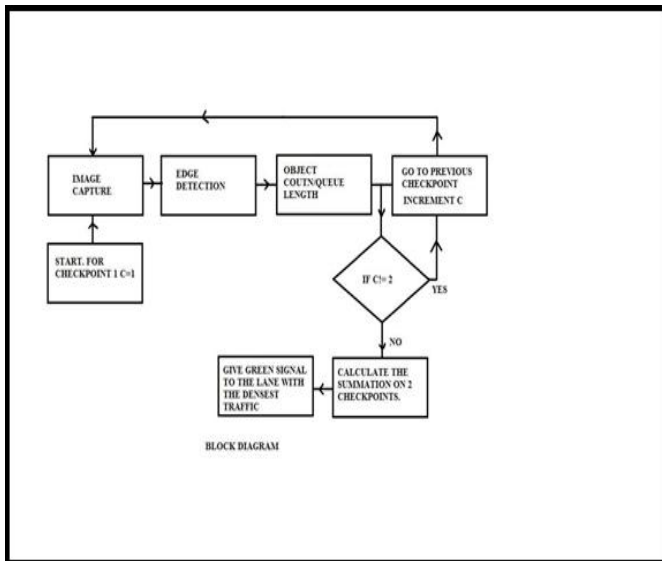 IMAGE
CAPTURE
EDGE
DETECTION
OBJECT
COUTN/QUEUE
LENGTH
GO TO PREVIOUS
CHECKPOINT
INCREMENT C
START. FOR
CHECKPOINT 1 C=1
IF C!= 2
YES
NO
GIVE GREEN SIGNAL
TO THE LANE WITH
THE DENSEST
TRAFFIC
CALCULATE THE
SUMMATION ON 2
CHECKPOINTS.
BLOCK DIAGRAM